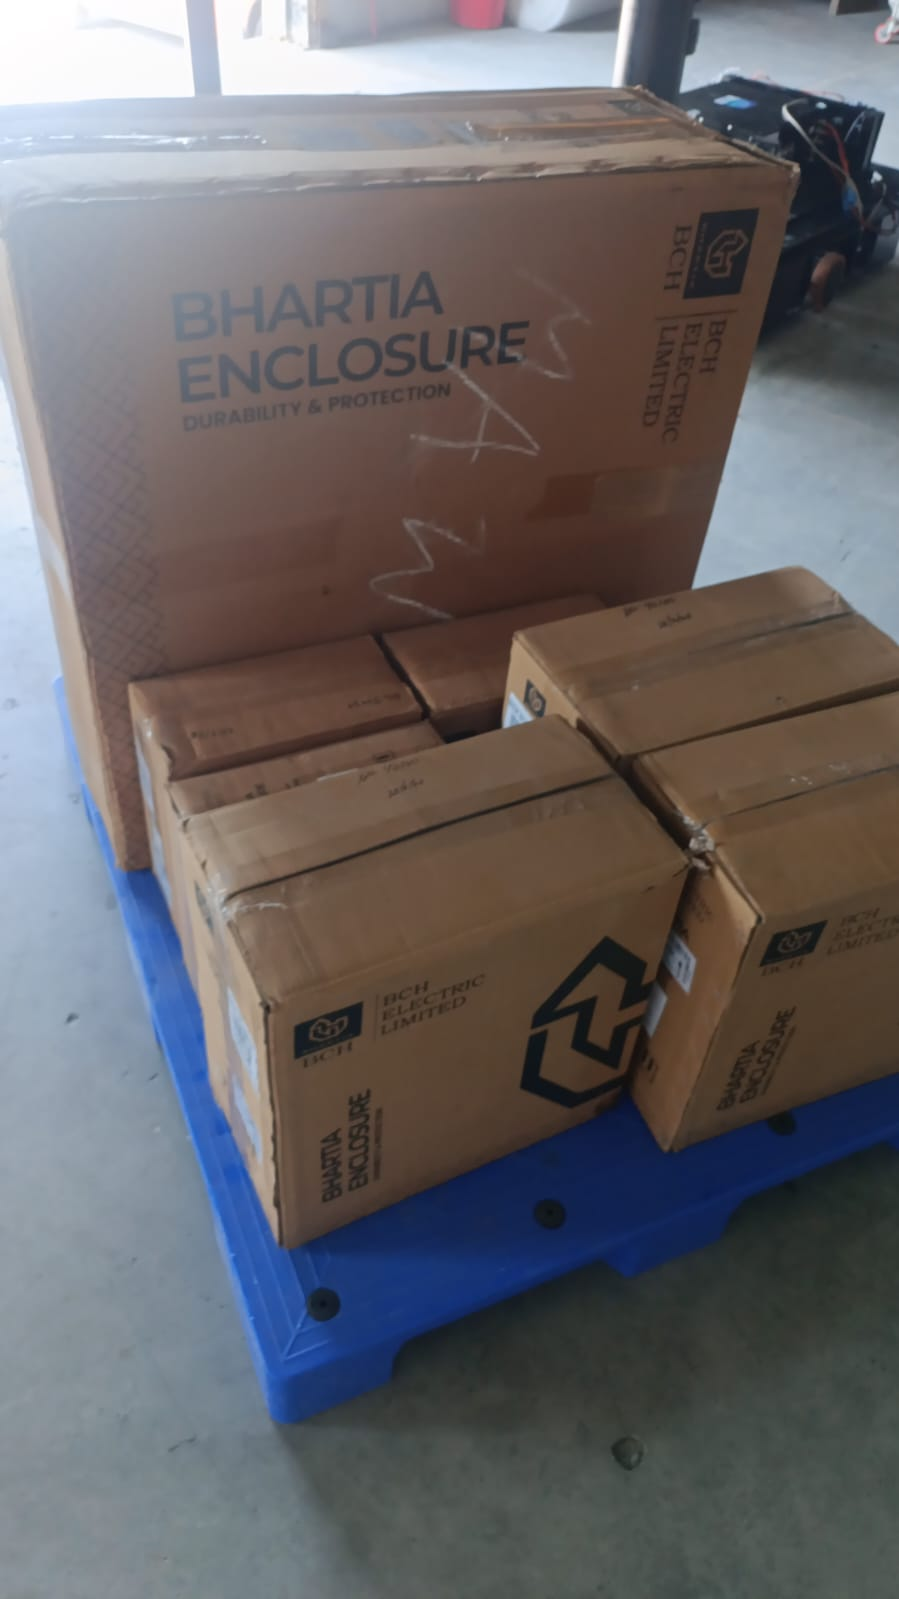 BHARTIA
ENCLOSURE
DURABILITY & PROTECTION
BCH
BCH
ELECTRIC
LIMITED
MAM
BCH
BCH
ELECTRIC
LIMITED
BHARTIA
ENCLOSURE
BCH
BCH
LIMITED
BHARTIA
ENCLOSURE